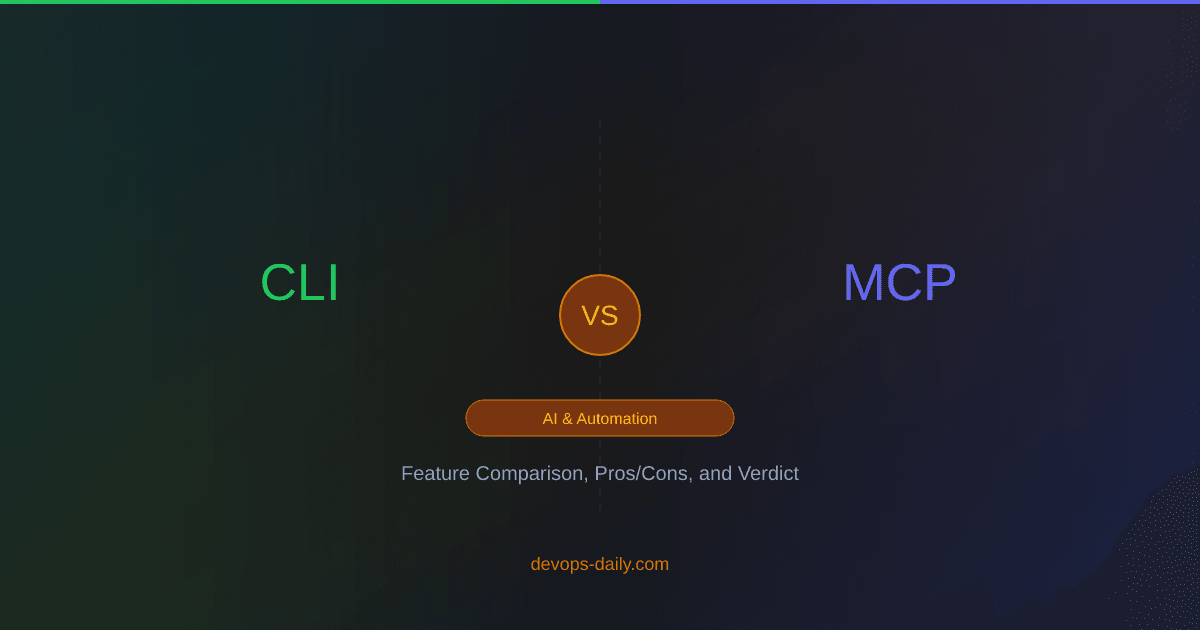 CLI
VS
MCP
AI & Automation
Feature Comparison, Pros/Cons, and Verdict
devops-daily.com